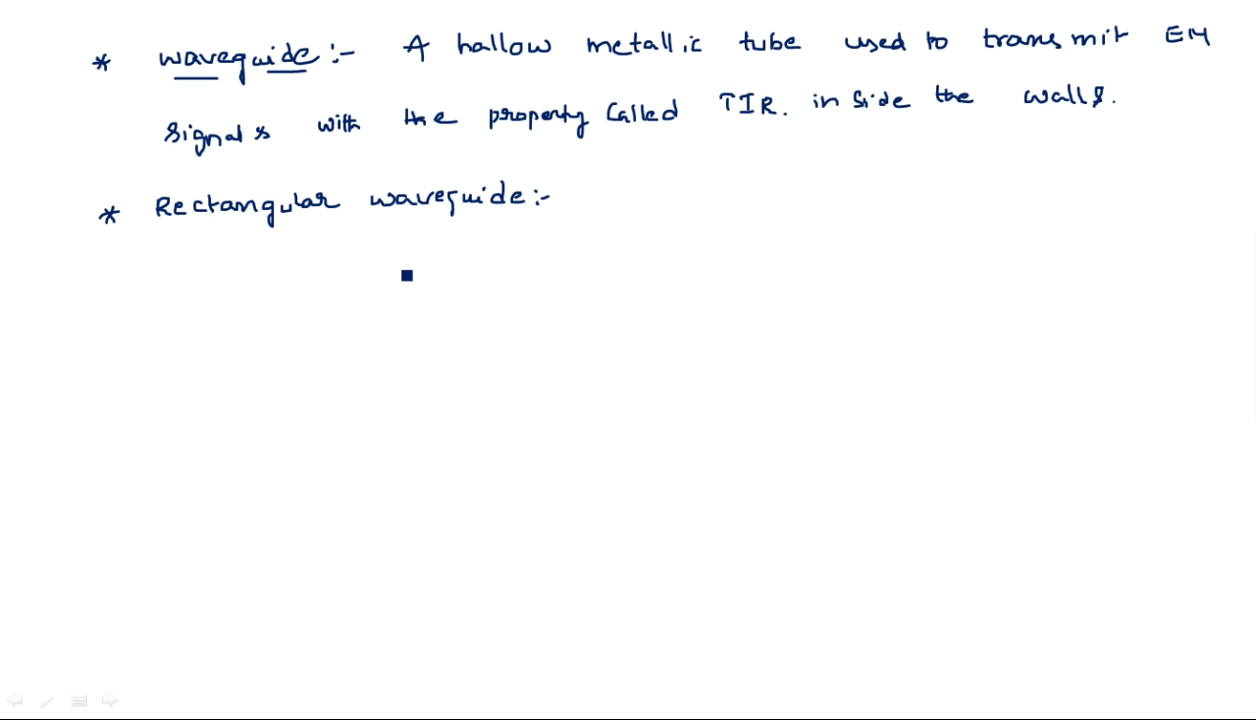 * waveguide :- A hallow metallic tube used to transmit EM
signals with the property called TIR. inside the walls.
* Rectangular waveguide :-